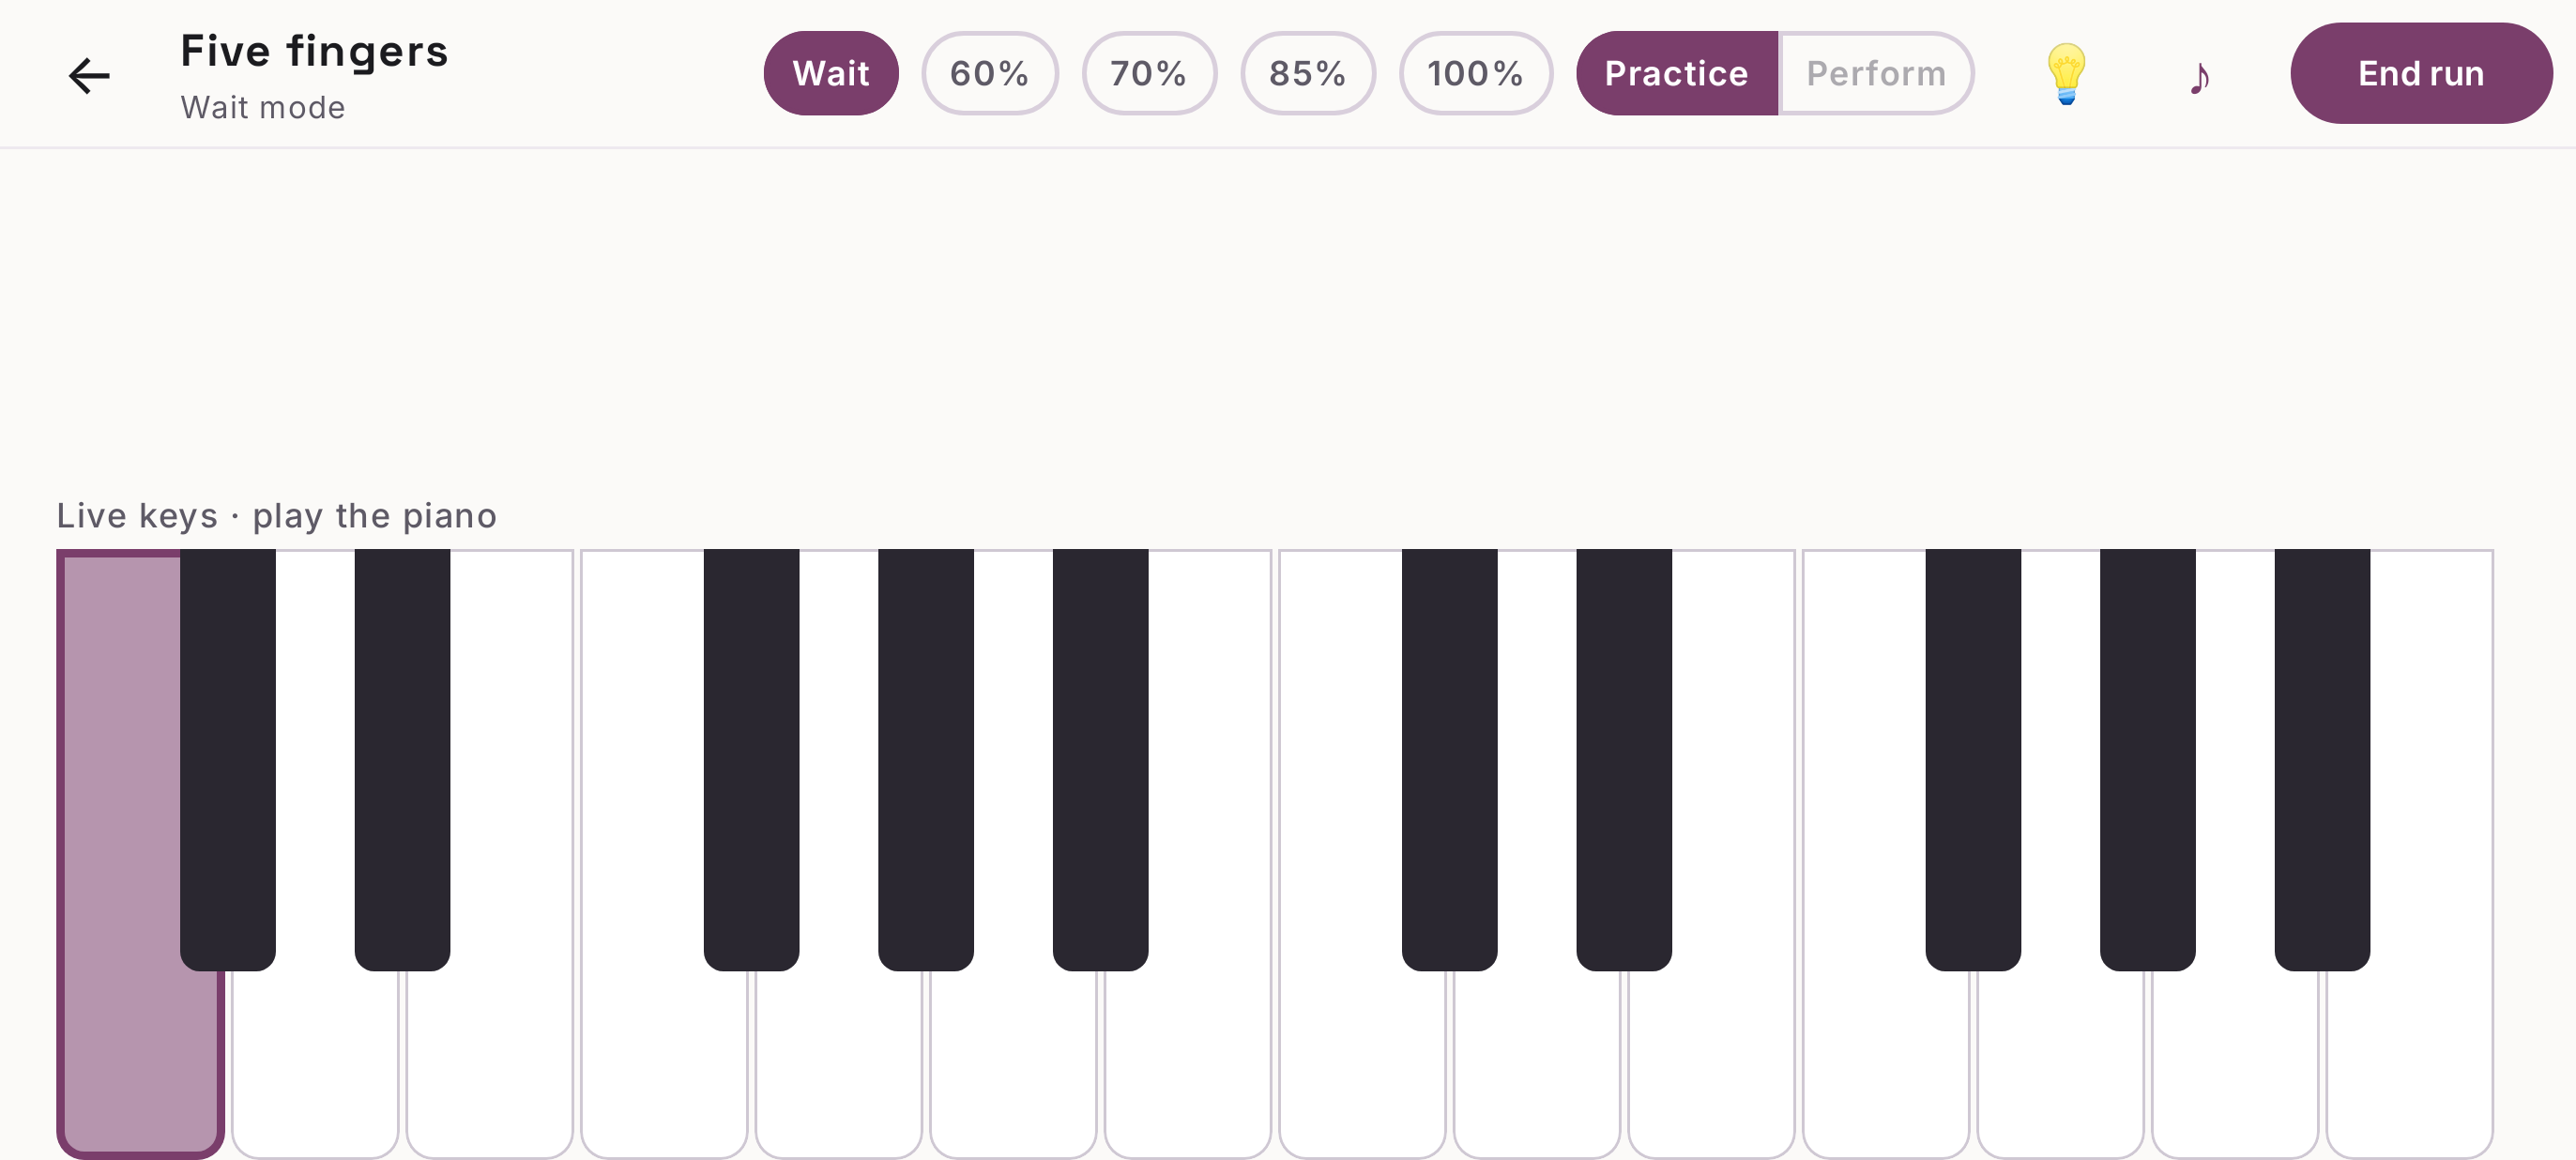 Five fingers
Wait mode
Wait 60% 70% 85% 100% Practice Perform End run
Live keys · play the piano